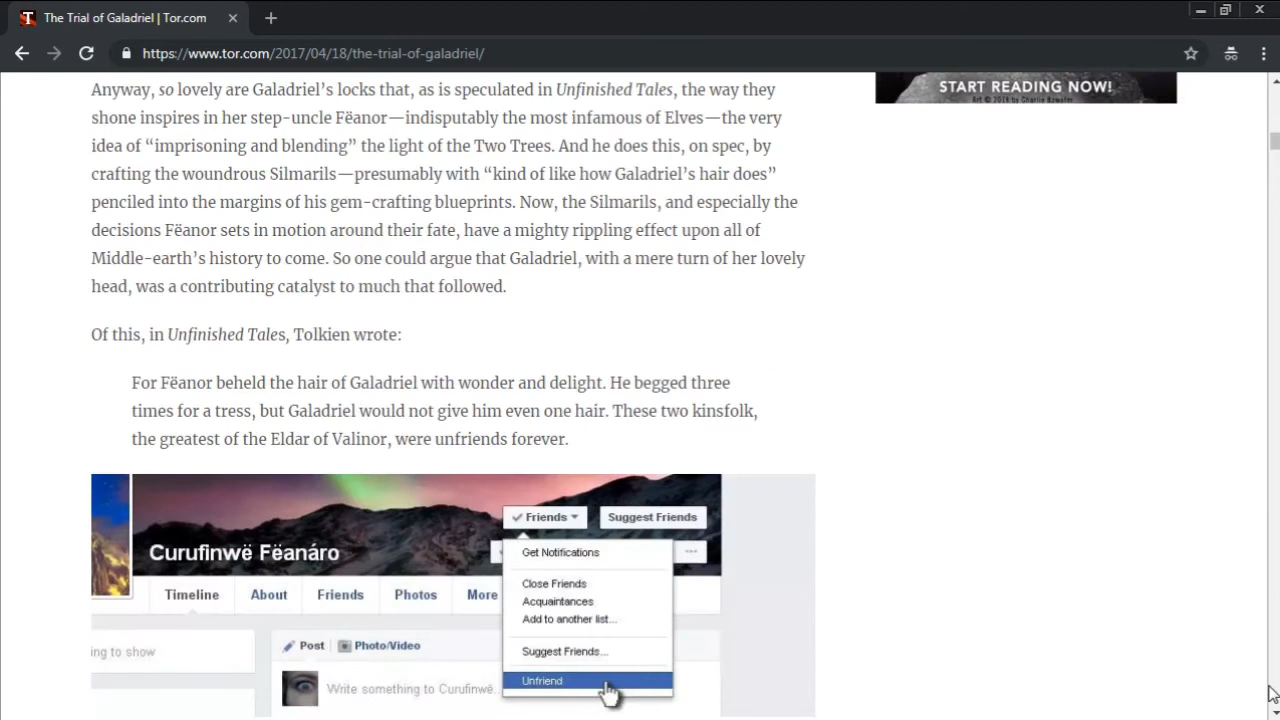 The Trial of Galadriel | Tor.com
https://www.tor.com/2017/04/18/the-trial-of-galadriel/
START READING NOW!
Art © 2016 by Charlie Bowater
Anyway, so lovely are Galadriel’s locks that, as is speculated in Unfinished Tales, the way they
shone inspires in her step-uncle Fëanor—indisputably the most infamous of Elves—the very
idea of “imprisoning and blending” the light of the Two Trees. And he does this, on spec, by
crafting the woundrous Silmarils—presumably with “kind of like how Galadriel’s hair does”
penciled into the margins of his gem-crafting blueprints. Now, the Silmarils, and especially the
decisions Fëanor sets in motion around their fate, have a mighty rippling effect upon all of
Middle-earth’s history to come. So one could argue that Galadriel, with a mere turn of her lovely
head, was a contributing catalyst to much that followed.
Of this, in Unfinished Tales, Tolkien wrote:
For Fëanor beheld the hair of Galadriel with wonder and delight. He begged three
times for a tress, but Galadriel would not give him even one hair. These two kinsfolk,
the greatest of the Eldar of Valinor, were unfriends forever.
Friends
Suggest Friends
Curufinwë Fëanáro
Get Notifications
Close Friends
Acquaintances
Add to another list...
Suggest Friends...
Unfriend
Timeline About Friends Photos More
ing to show
Post Photo/Video
Write something to Curufinwë.